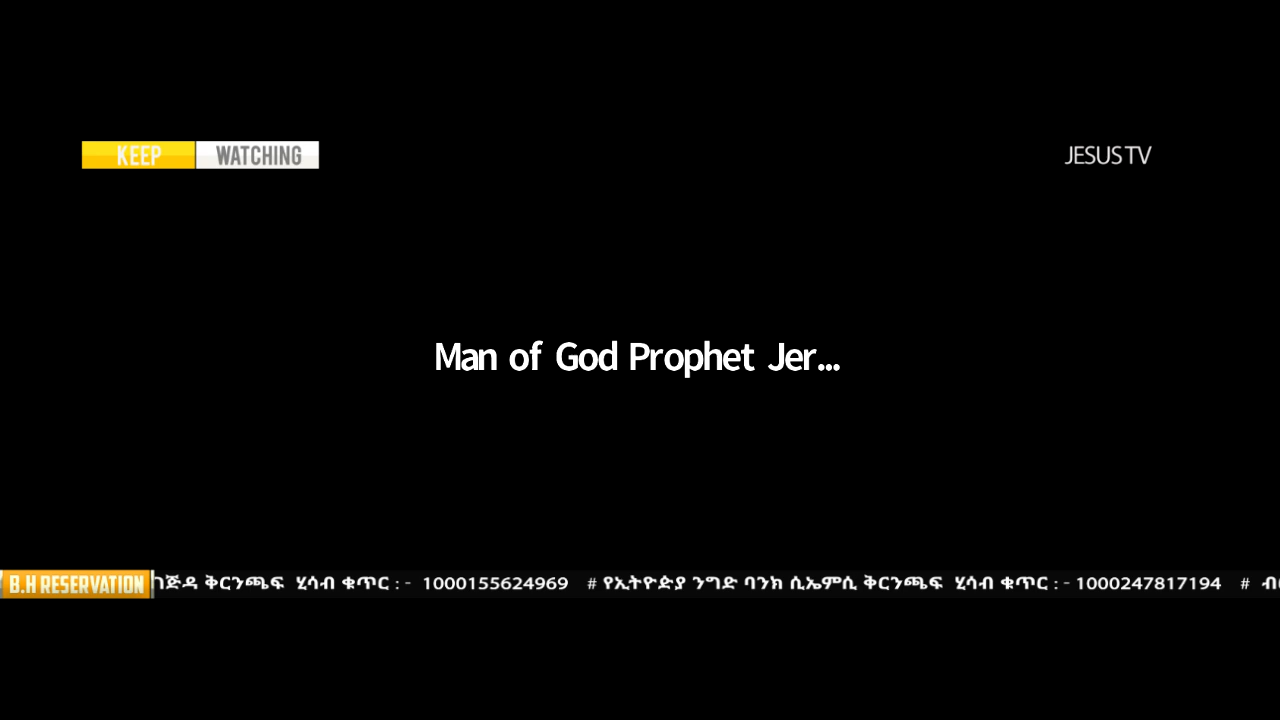 KEEP WATCHING
JESUS TV
Man of God Prophet Jer...
B.H RESERVATION ቅርንጫፍ ሂሳብ ቁጥር : - 1000155624969 # የኢትዮድያ ንግድ ባንክ ሲኤምሲ ቅርንጫፍ ሂሳብ ቁጥር : - 1000247817194 #